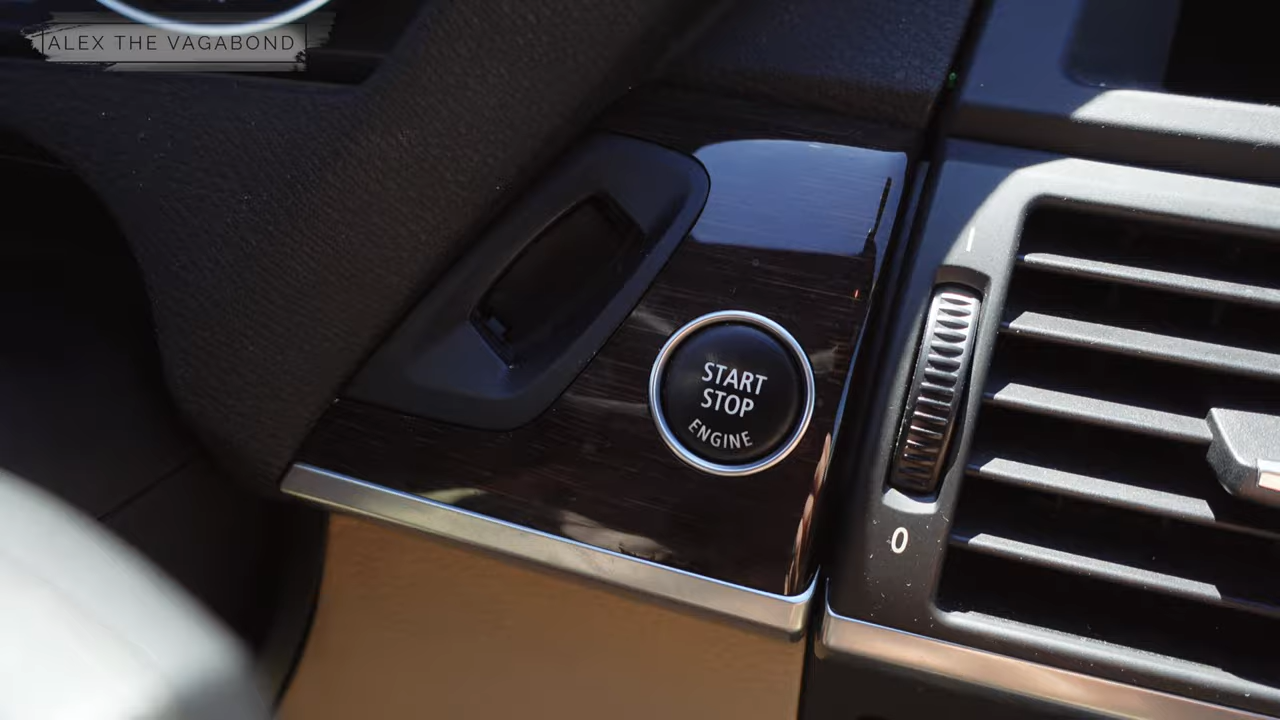 ALEX THE VAGABOND
START
STOP
ENGINE
0